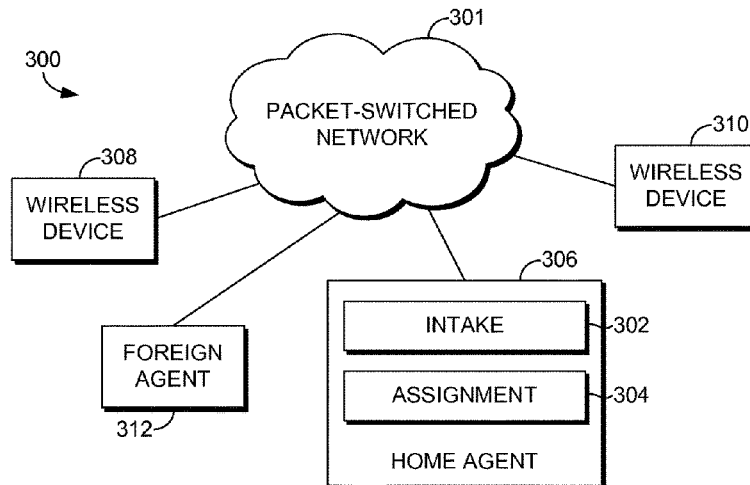 301
300
PACKET-SWITCHED
NETWORK
308
310
WIRELESS
DEVICE
WIRELESS
DEVICE
306
INTAKE
302
FOREIGN
AGENT
ASSIGNMENT
304
312
HOME AGENT